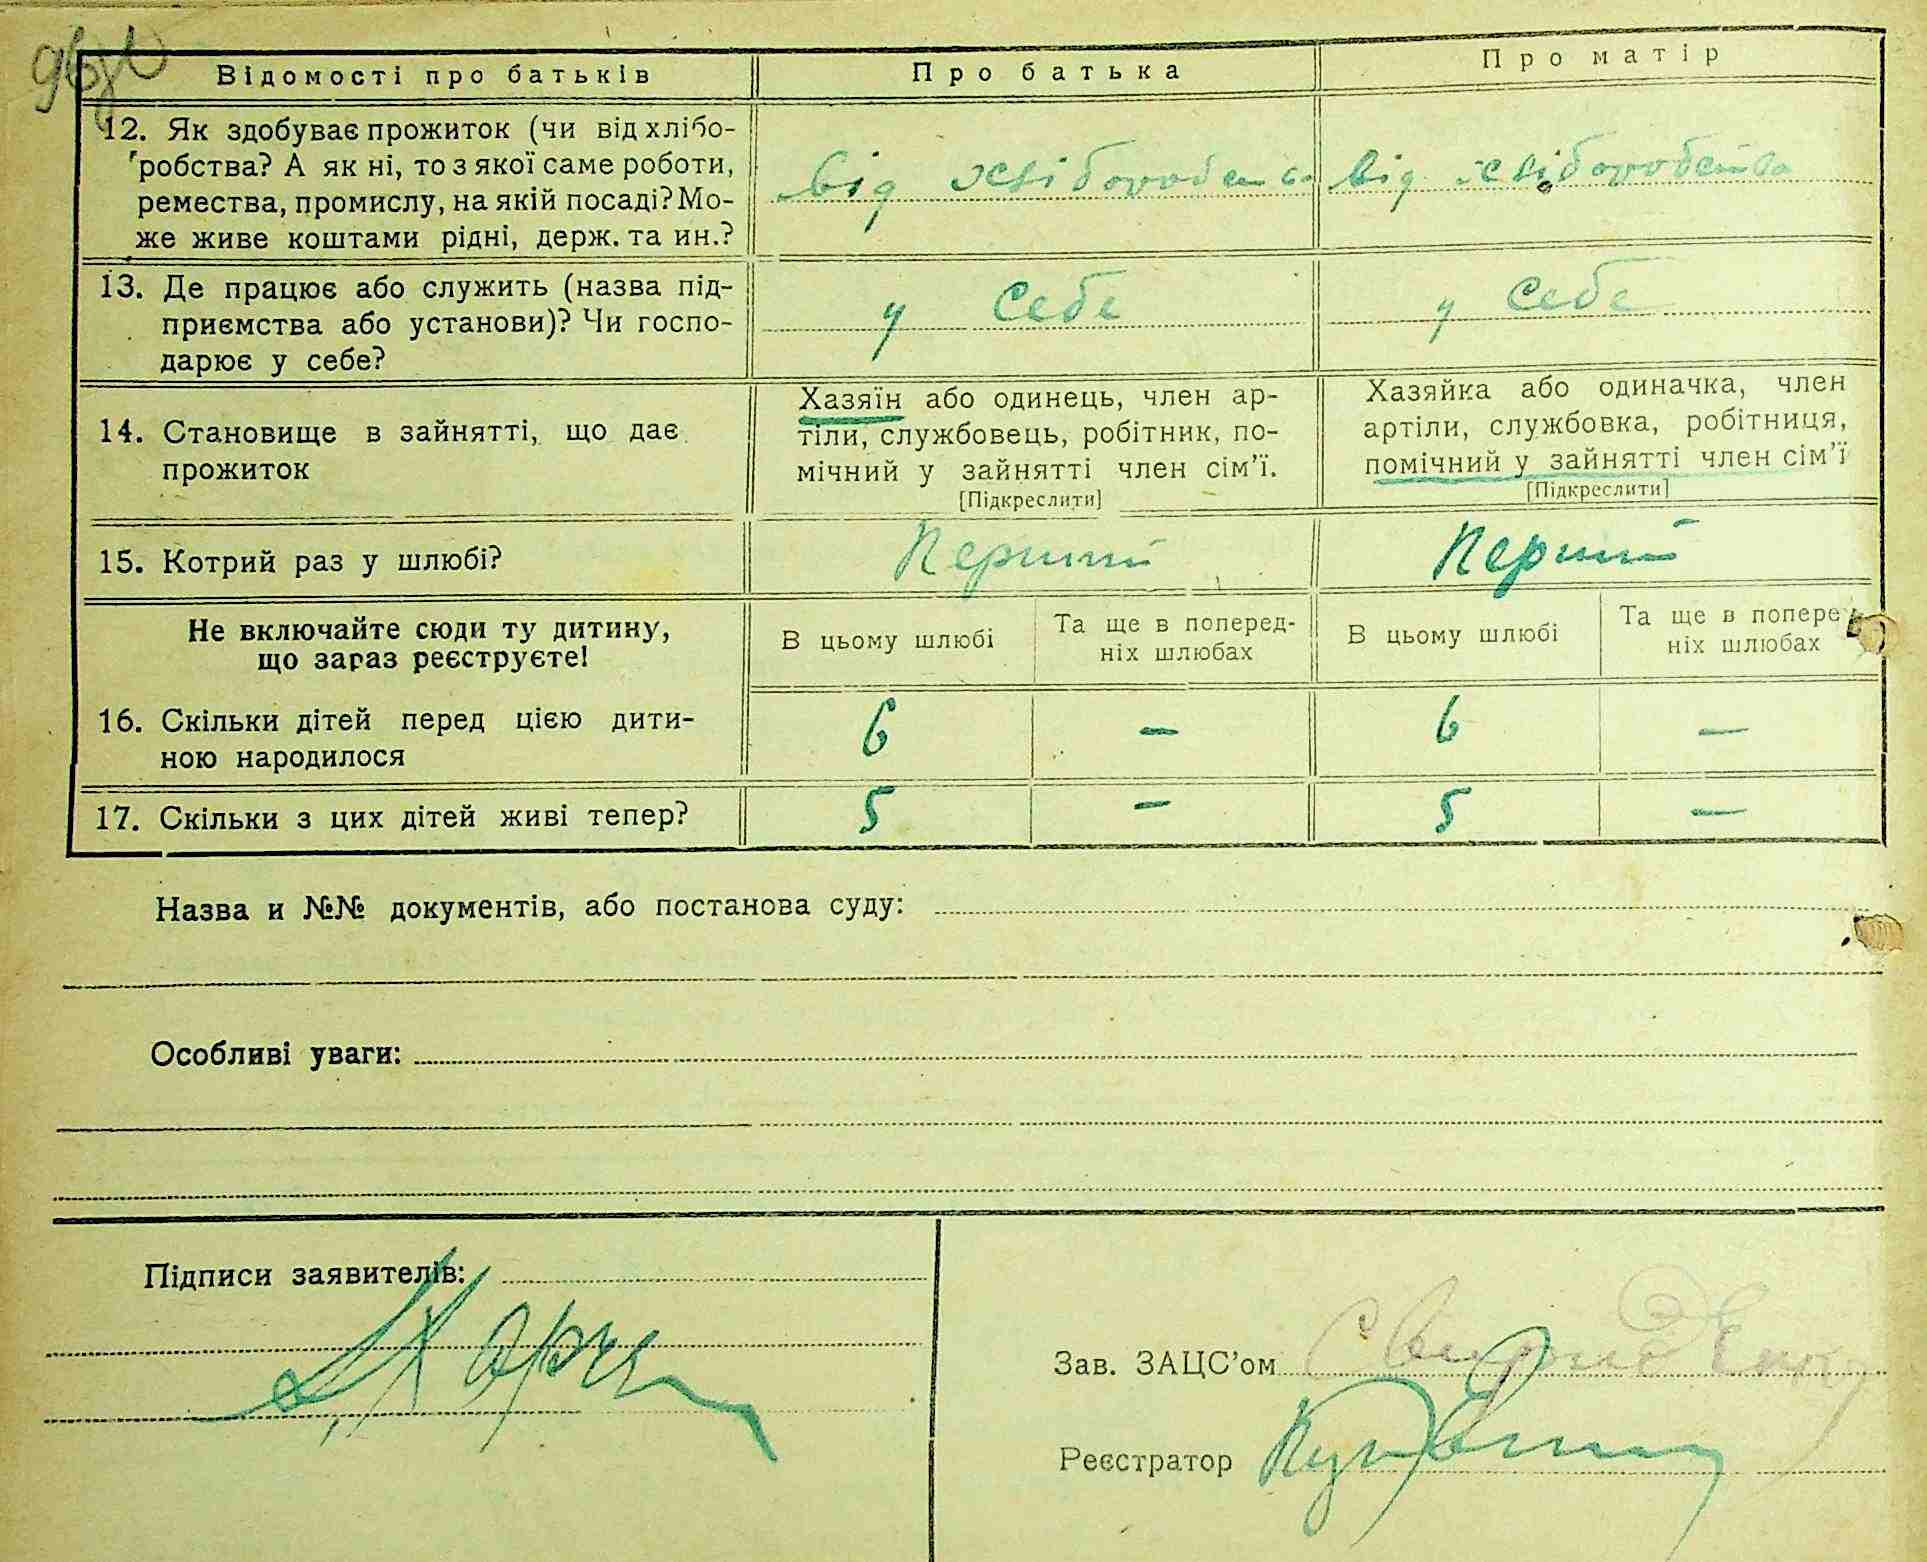 Відомості про батьків
Про батька
Про матір
12. Як здобуває прожиток (чи від хлібо-
робства? А як ні, то з якої саме роботи,
ремества, промислу, на якій посаді? Мо-
же живе коштами рідні, держ. та ин.?
від хліборобства
від хліборобства
13. Де працює або служить (назва під-
приємства або установи)? Чи госпо-
дарює у себе?
у себе
у себе
14. Становище в зайнятті, що дає
прожиток
Хазяїн або одинець, член ар-
тіли, службовець, робітник, по-
мічний у зайнятті член сім'ї.
[Підкреслити]
Хазяйка або одиначка, член
артіли, службовка, робітниця,
помічний у зайнятті член сім'ї
[Підкреслити]
15. Котрий раз у шлюбі?
Перший
Перший
Не включайте сюди ту дитину,
що зараз реєструєте!
В цьому шлюбі
Та ще в поперед-
ніх шлюбах
В цьому шлюбі
Та ще в попере
ніх шлюбах
16. Скільки дітей перед цією дити-
ною народилося
6
—
6
—
17. Скільки з цих дітей живі тепер?
5
—
5
—
Назва и №№ документів, або постанова суду:
Особливі уваги:
Підписи заявителів:
Зав. ЗАЦС'ом
Реєстратор